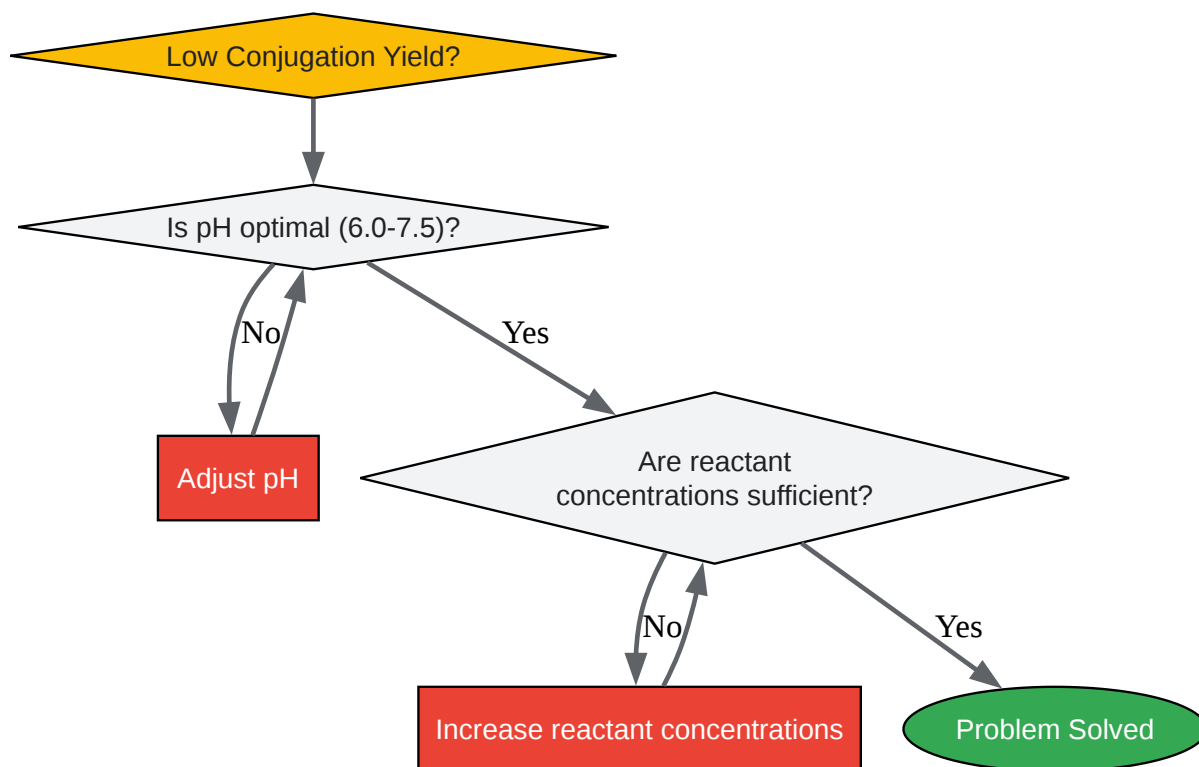 Low Conjugation Yield?
Is pH optimal (6.0-7.5)?
No
Yes
Adjust pH
Are reactant
concentrations sufficient?
No
Yes
Increase reactant concentrations
Problem Solved